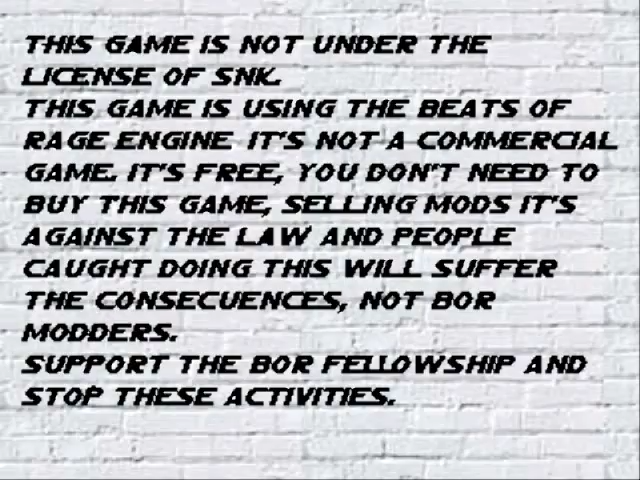 THIS GAME IS NOT UNDER THE
LICENSE OF SNK.
THIS GAME IS USING THE BEATS OF
RAGE ENGINE. IT'S NOT A COMMERCIAL
GAME. IT'S FREE, YOU DON'T NEED TO
BUY THIS GAME, SELLING MODS IT'S
AGAINST THE LAW AND PEOPLE
CAUGHT DOING THIS WILL SUFFER
THE CONSECUENCES, NOT BOR
MODDERS.
SUPPORT THE BOR FELLOWSHIP AND
STOP THESE ACTIVITIES.